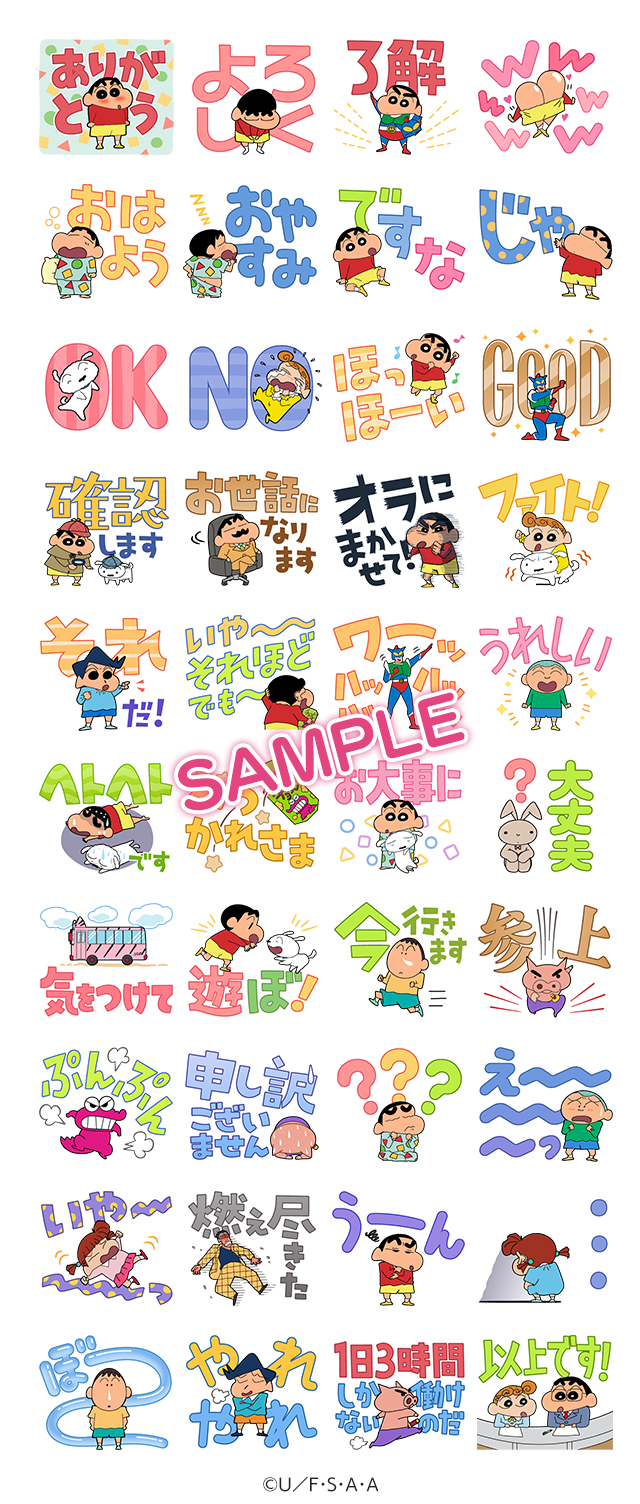 ありが
とう
よろ
しく
了解
W W
W W W W
W W
おは
よう
zzz
おや
すみ
です
な
じゃ
OK
NO
ほっ
ほーい
GOOD
確認
します
お世話に
なり
ます
オラに
まか
せて!
ファイト!
それ
だ!
いや〜〜
それほど
でも〜
ワーッ
ハッハッ
うれしい
SAMPLE
ヘトヘト
です
かれさま
お大事に
?
大丈夫
気をつけて
遊ぼ!
今行き
ます
参上
ぷんぷん
申し訳
ござい
ません
???
え〜〜
〜〜
〜っ
いや〜
〜〜っ
燃え尽
きた
うーん
ぼー
やれ
やれ
1日3時間
しか働け
ないのだ
以上です!
©U/F・S・A・A